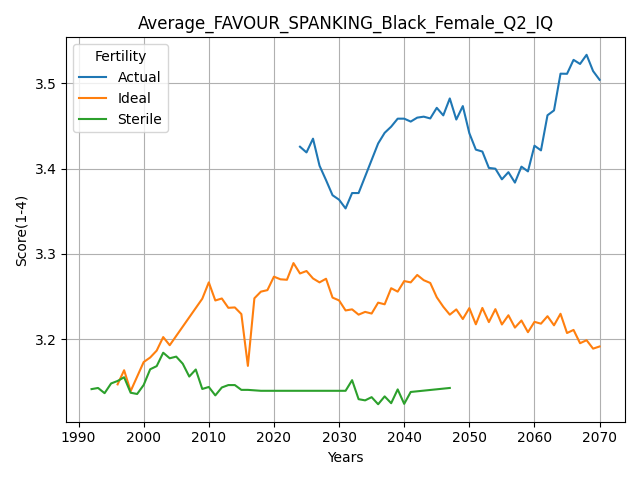 Average_FAVOUR_SPANKING_Black_Female_Q2_IQ
Fertility
Actual
Ideal
Sterile
3.5
3.4
3.3
3.2
Score(1-4)
1990 2000 2010 2020 2030 2040 2050 2060 2070
Years